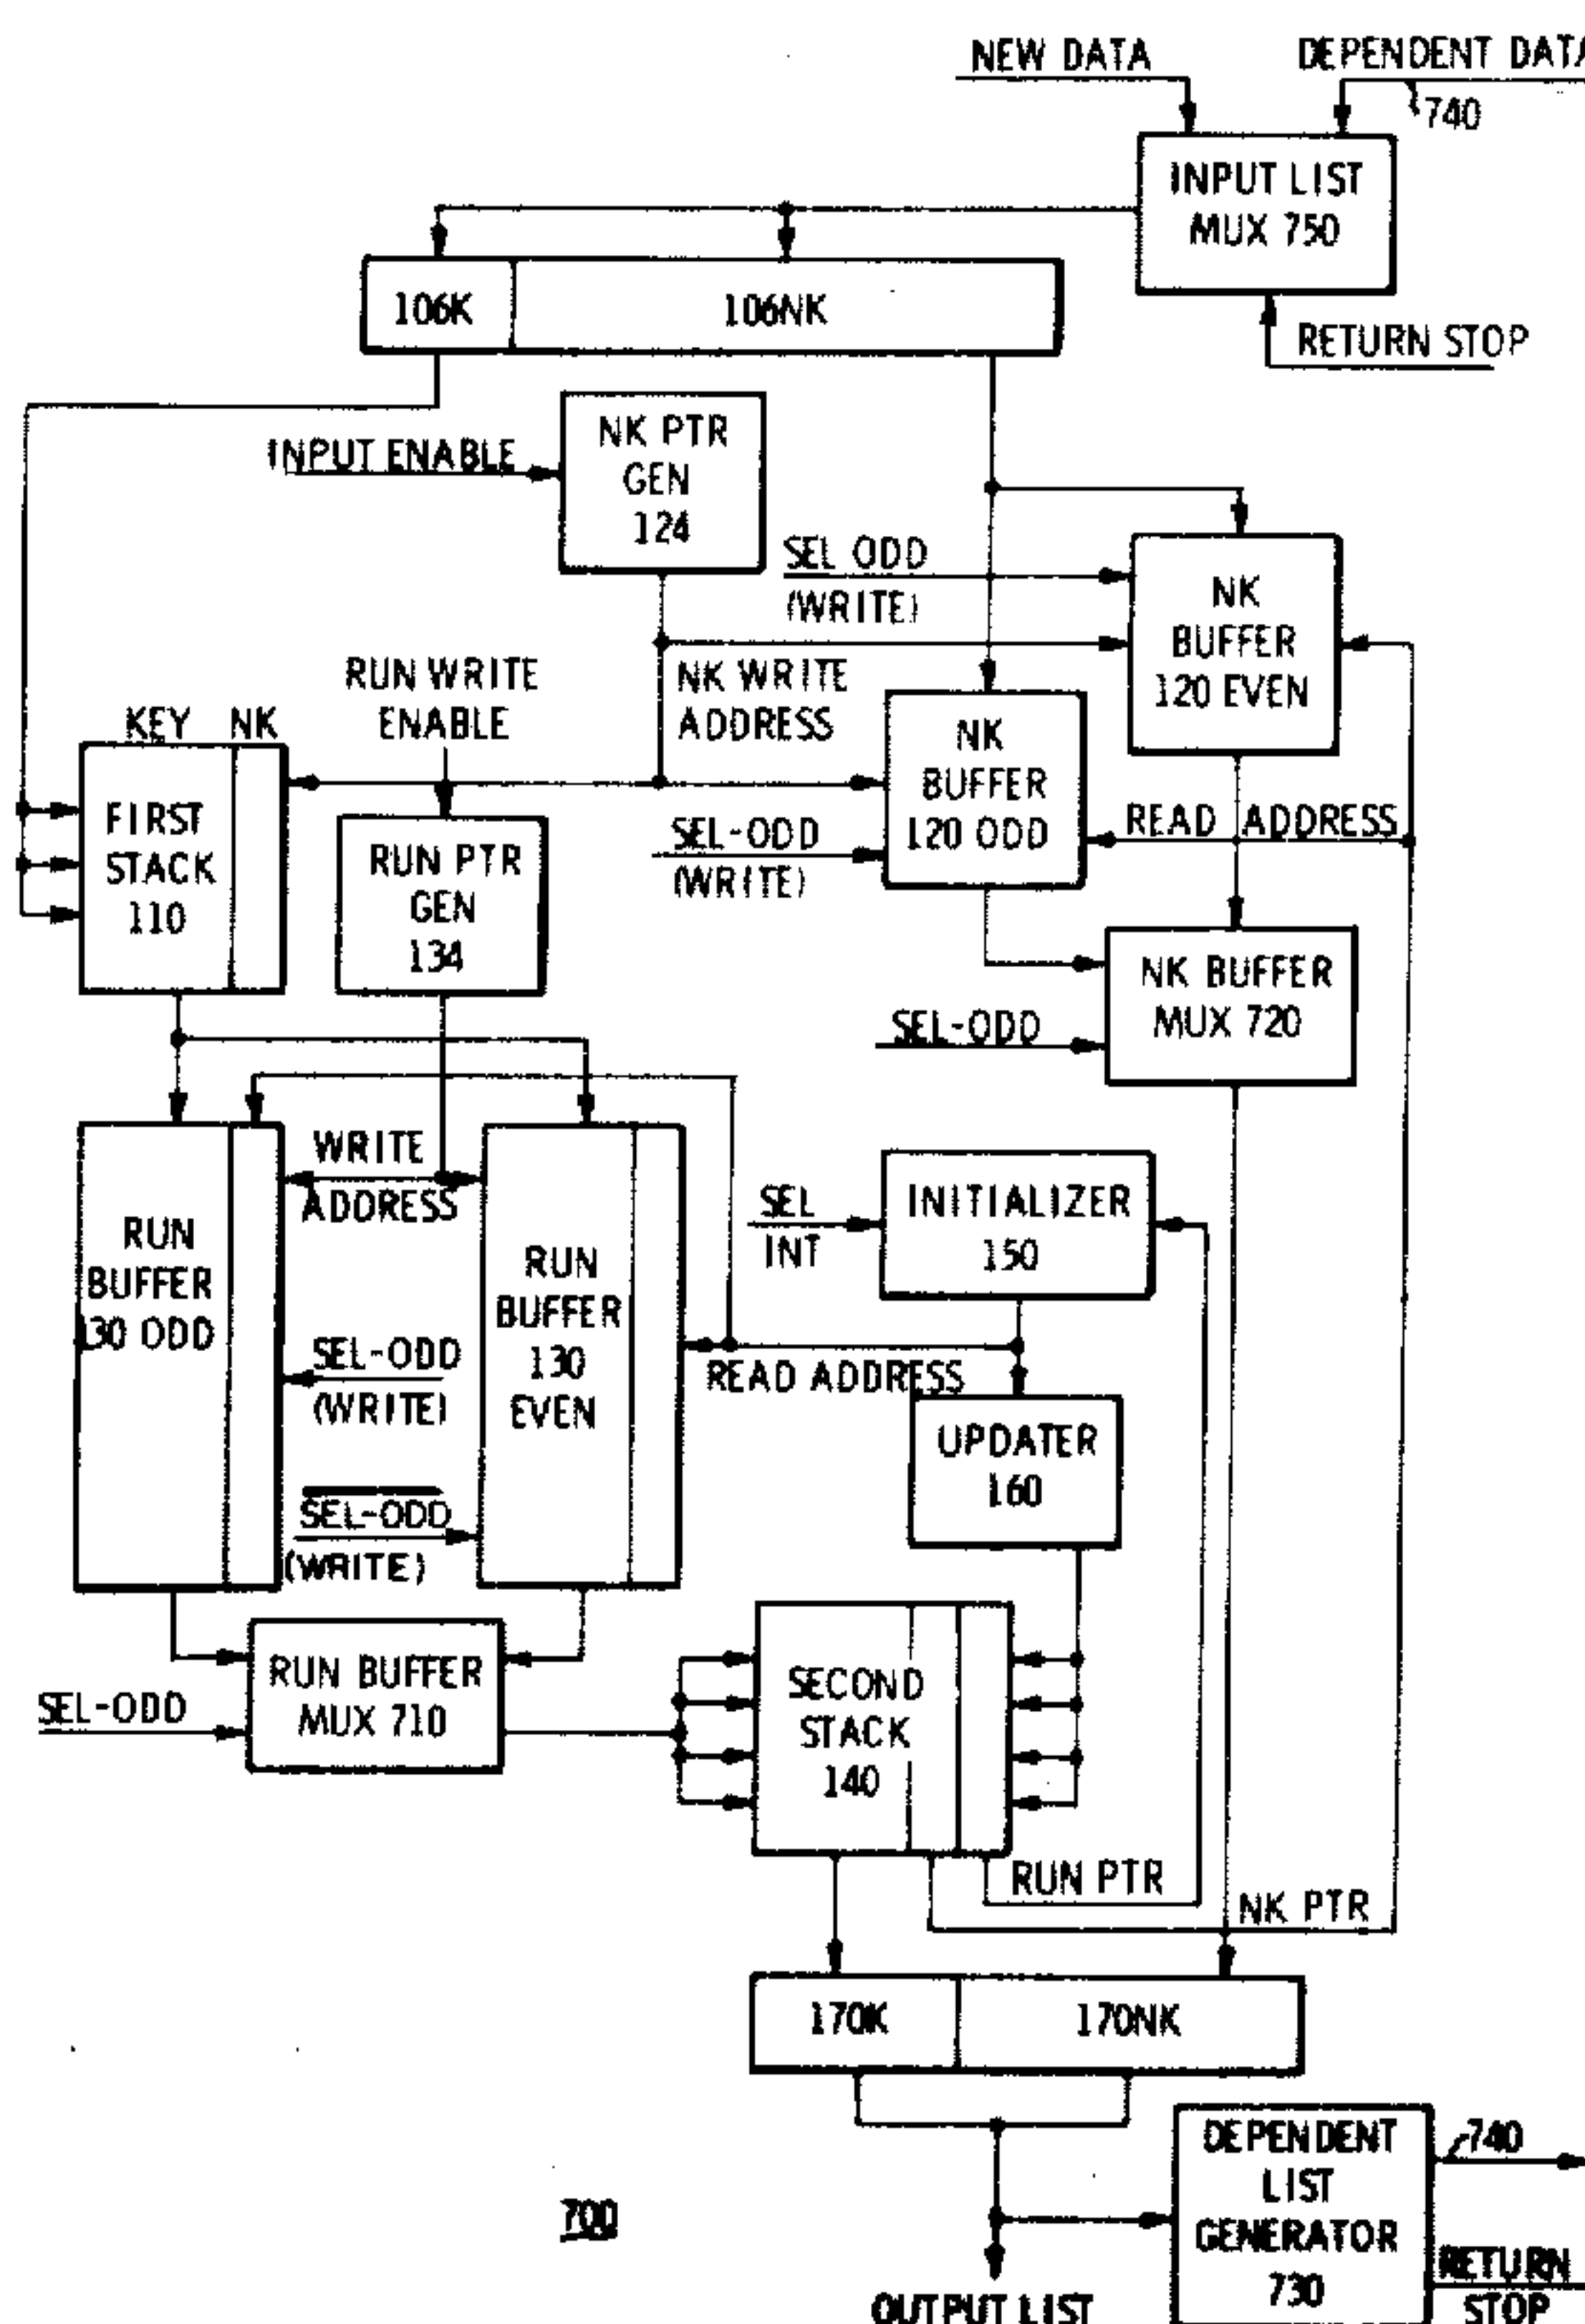 NEW DATA
DEPENDENT DATA
740
INPUT LIST
MUX 750
RETURN STOP
106K
106NK
INPUT ENABLE
NK PTR
GEN
124
SEL ODD
(WRITE)
NK
BUFFER
120 EVEN
RUN WRITE
ENABLE
NK WRITE
ADDRESS
KEY NK
FIRST
STACK
110
NK
BUFFER
120 ODD
SEL-ODD
(WRITE)
READ ADDRESS
RUN PTR
GEN
134
NK BUFFER
MUX 720
SEL-ODD
WRITE
ADDRESS
RUN
BUFFER
130 ODD
RUN
BUFFER
130
EVEN
SEL
INT
INITIALIZER
150
SEL-ODD
(WRITE)
READ ADDRESS
UPDATER
160
SEL-ODD
(WRITE)
RUN BUFFER
MUX 710
SEL-ODD
SECOND
STACK
140
RUN PTR
NK PTR
170K
170NK
DEPENDENT
LIST
GENERATOR
730
740
RETURN
STOP
700
OUTPUT LIST